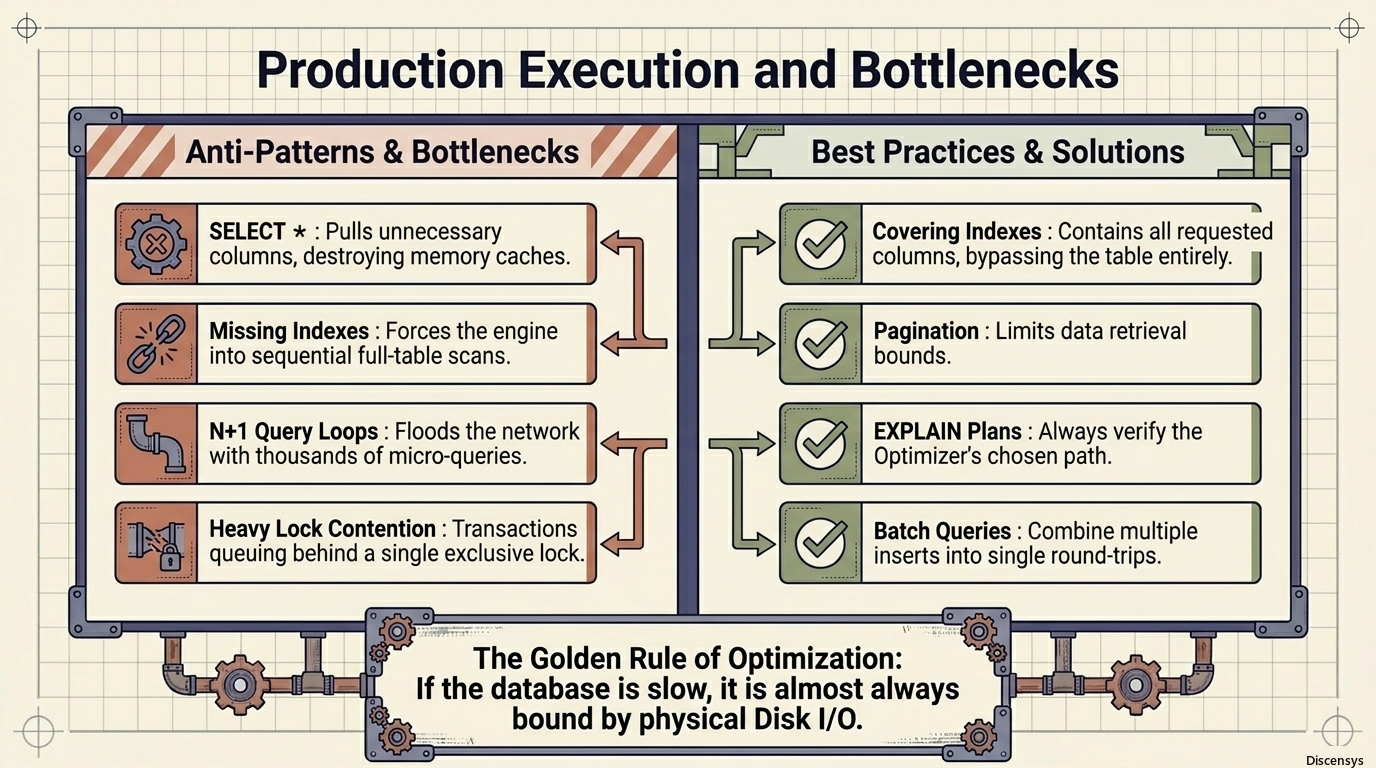 Production Execution and Bottlenecks
Anti-Patterns & Bottlenecks
SELECT * : Pulls unnecessary
columns, destroying memory caches.
Missing Indexes : Forces the engine
into sequential full-table scans.
N+1 Query Loops : Floods the network
with thousands of micro-queries.
Heavy Lock Contention : Transactions
queuing behind a single exclusive lock.
Best Practices & Solutions
Covering Indexes : Contains all requested
columns, bypassing the table entirely.
Pagination : Limits data retrieval
bounds.
EXPLAIN Plans : Always verify the
Optimizer's chosen path.
Batch Queries : Combine multiple
inserts into single round-trips.
The Golden Rule of Optimization:
If the database is slow, it is almost always
bound by physical Disk I/O.
Discensys